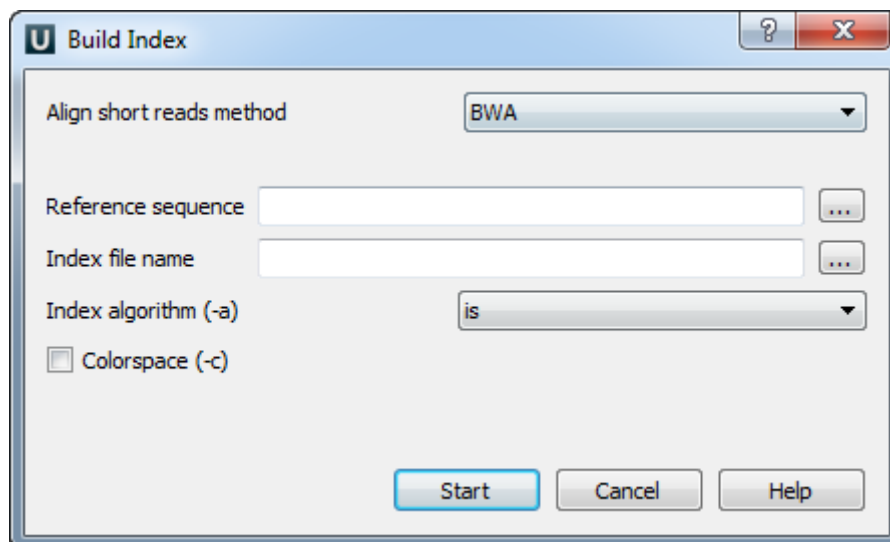 U Build Index ? X
Align short reads method BWA
Reference sequence ...
Index file name ...
Index algorithm (-a) is
Colorspace (-c)
Start Cancel Help